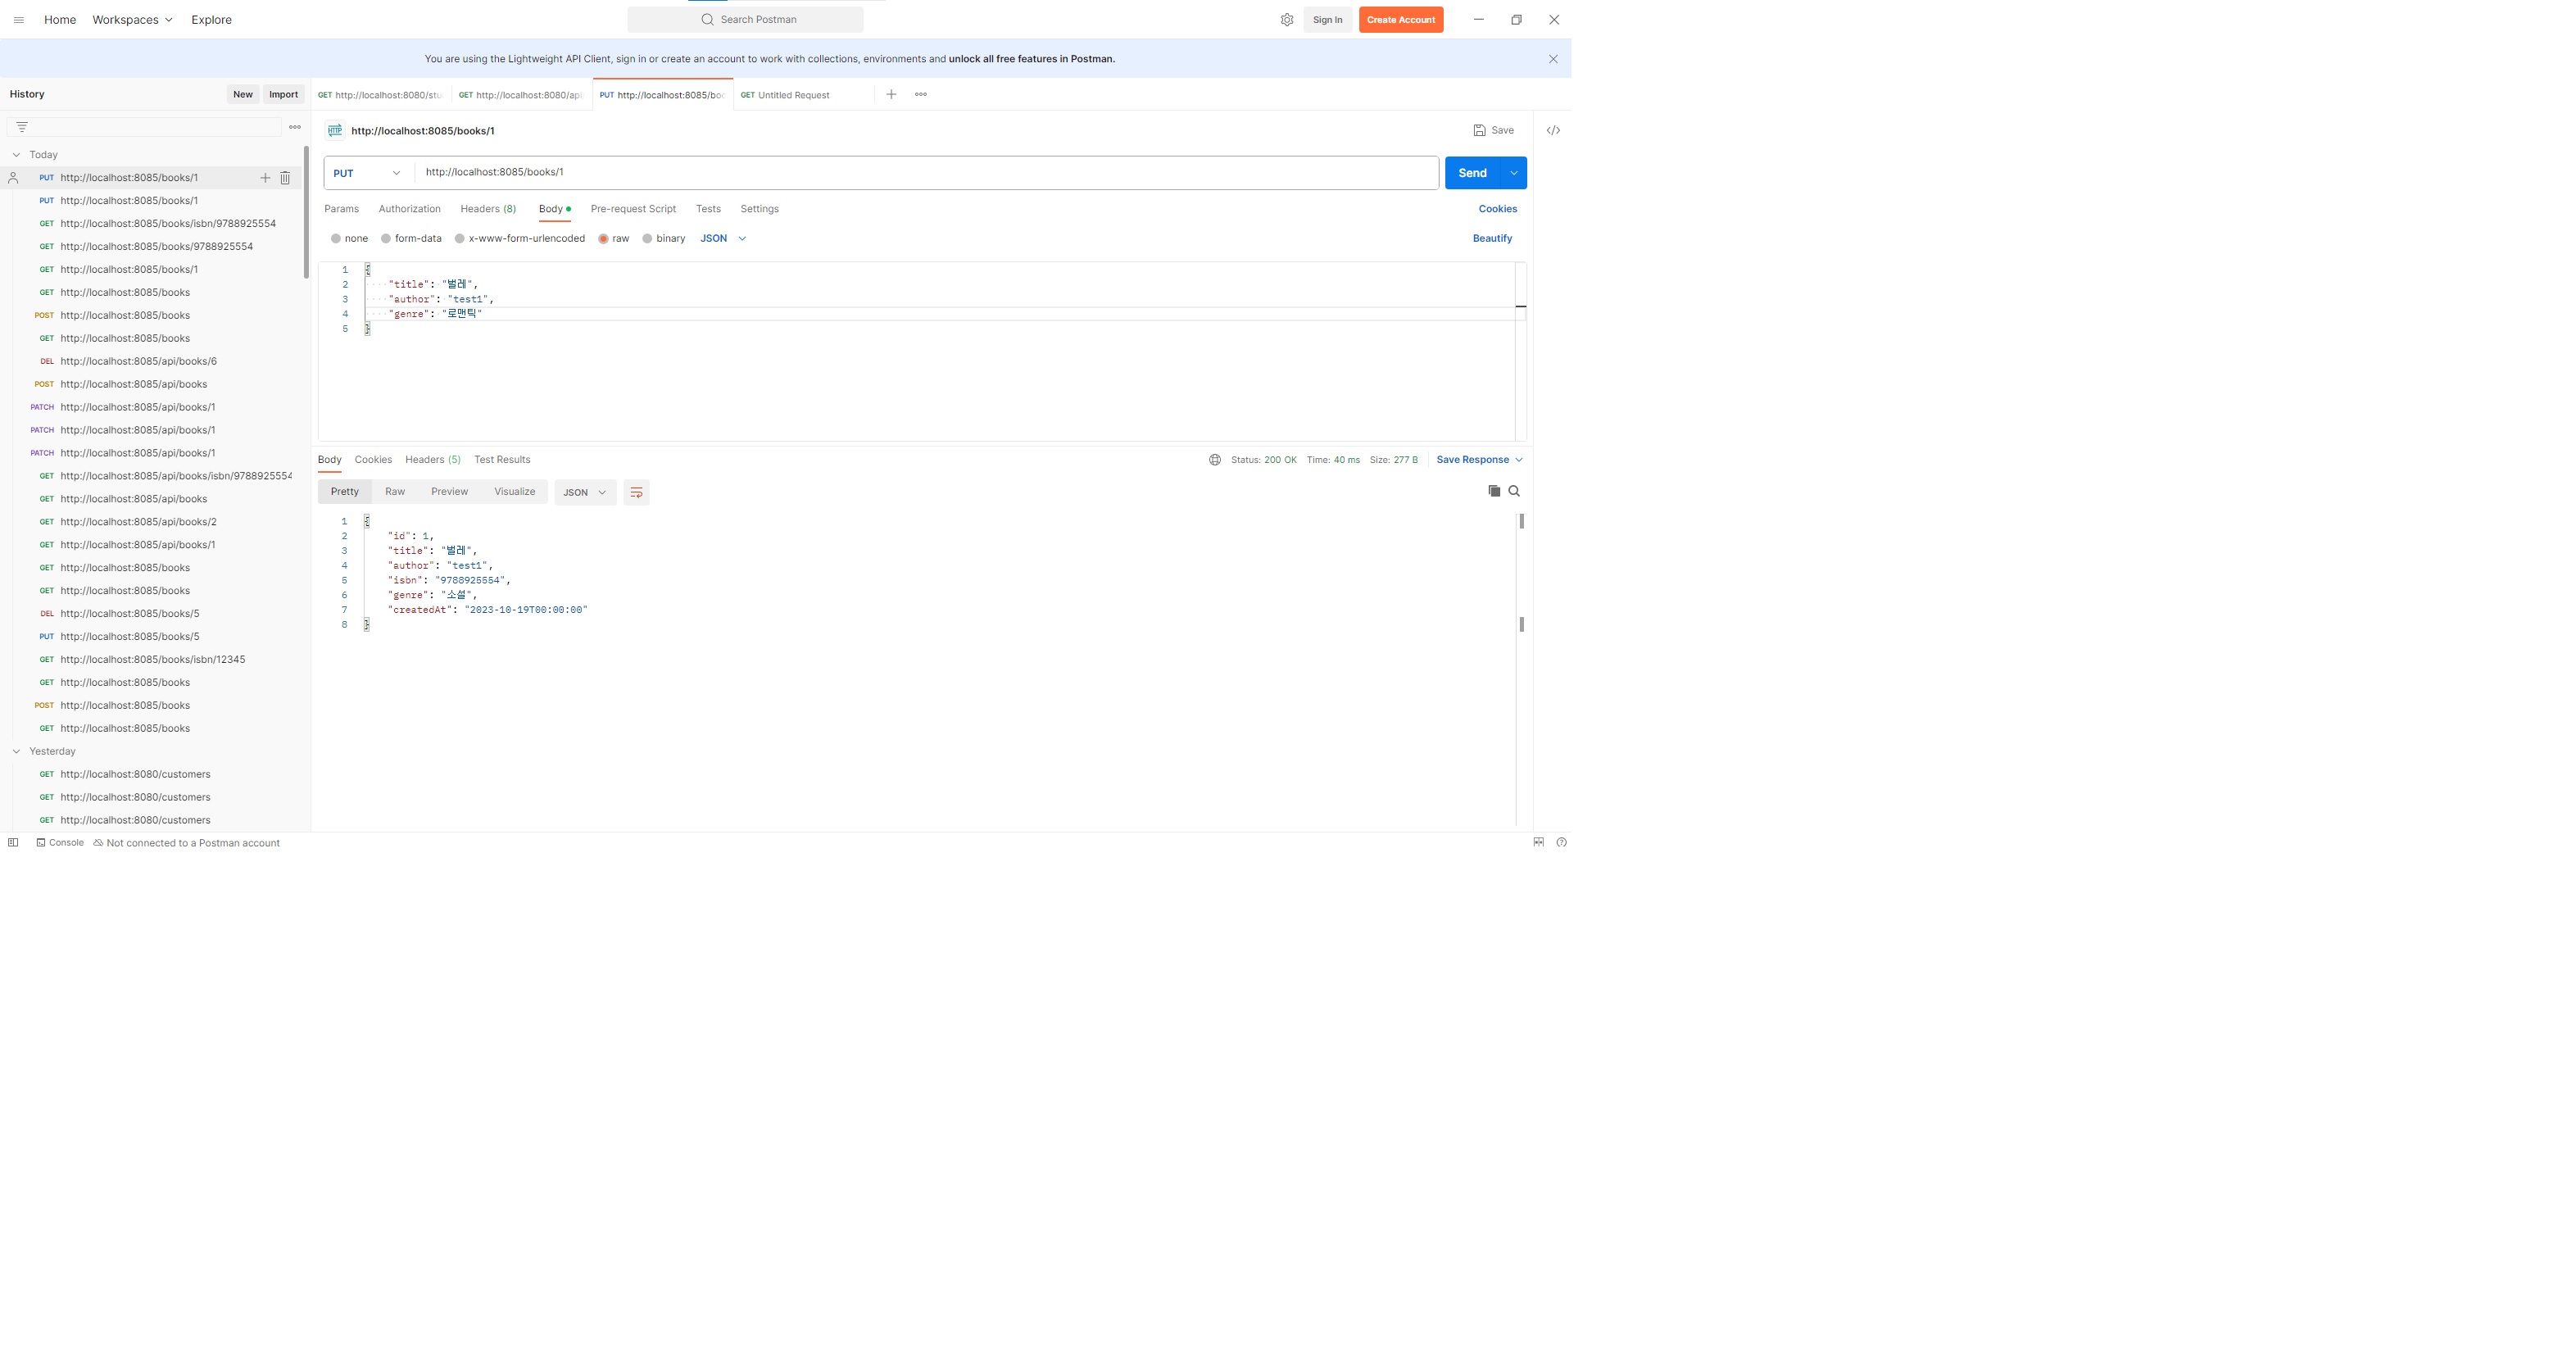 Home Workspaces Explore Search Postman Sign In Create Account
You are using the Lightweight API Client, sign in or create an account to work with collections, environments and unlock all free features in Postman.
History New Import
Today
PUT http://localhost:8085/books/1
PUT http://localhost:8085/books/1
GET http://localhost:8085/books/isbn/9788925554
GET http://localhost:8085/books/9788925554
GET http://localhost:8085/books/1
GET http://localhost:8085/books
POST http://localhost:8085/books
GET http://localhost:8085/books
DEL http://localhost:8085/api/books/6
POST http://localhost:8085/api/books
PATCH http://localhost:8085/api/books/1
PATCH http://localhost:8085/api/books/1
PATCH http://localhost:8085/api/books/1
GET http://localhost:8085/api/books/isbn/9788925554
GET http://localhost:8085/api/books
GET http://localhost:8085/api/books/2
GET http://localhost:8085/api/books/1
GET http://localhost:8085/books
GET http://localhost:8085/books
DEL http://localhost:8085/books/5
PUT http://localhost:8085/books/5
GET http://localhost:8085/books/isbn/12345
GET http://localhost:8085/books
POST http://localhost:8085/books
GET http://localhost:8085/books
Yesterday
GET http://localhost:8080/customers
GET http://localhost:8080/customers
GET http://localhost:8080/customers
GET http://localhost:8080/stu GET http://localhost:8080/api PUT http://localhost:8085/boo GET Untitled Request
HTTP http://localhost:8085/books/1 Save
PUT http://localhost:8085/books/1 Send
Params Authorization Headers (8) Body Pre-request Script Tests Settings Cookies
none form-data x-www-form-urlencoded raw binary JSON Beautify
1 {
2 "title": "벌레",
3 "author": "test1",
4 "genre": "로맨틱"
5 }
Body Cookies Headers (5) Test Results Status: 200 OK Time: 40 ms Size: 277 B Save Response
Pretty Raw Preview Visualize JSON
1 {
2 "id": 1,
3 "title": "벌레",
4 "author": "test1",
5 "isbn": "9788925554",
6 "genre": "소설",
7 "createdAt": "2023-10-19T00:00:00"
8 }
Console Not connected to a Postman account